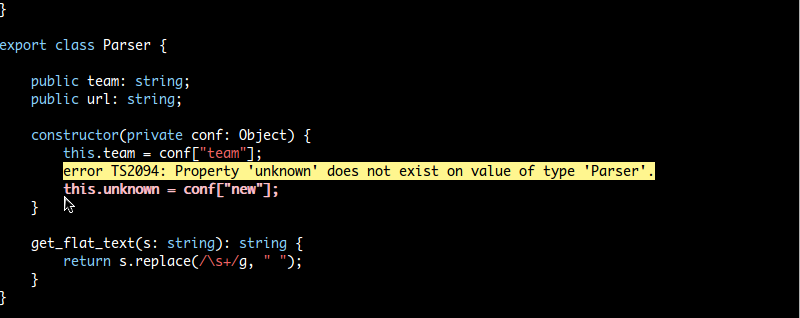 }
export class Parser {
public team: string;
public url: string;
constructor(private conf: Object) {
this.team = conf["team"];
error TS2094: Property 'unknown' does not exist on value of type 'Parser'.
this.unknown = conf["new"];
}
get_flat_text(s: string): string {
return s.replace(/\s+/g, " ");
}
}